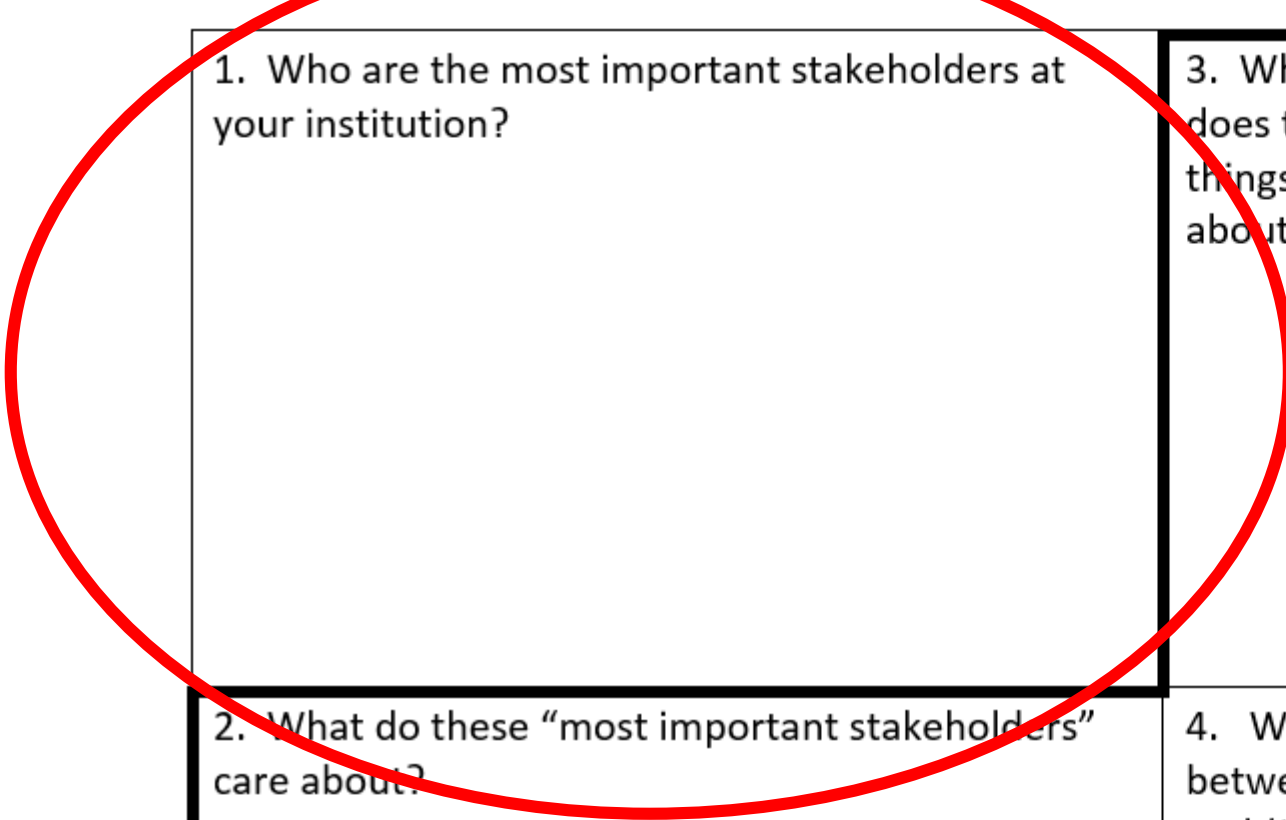 1. Who are the most important stakeholders at
your institution?
2. What do these “most important stakeholders”
care about?
3. Wh
does t
things
about
4. W
betwe